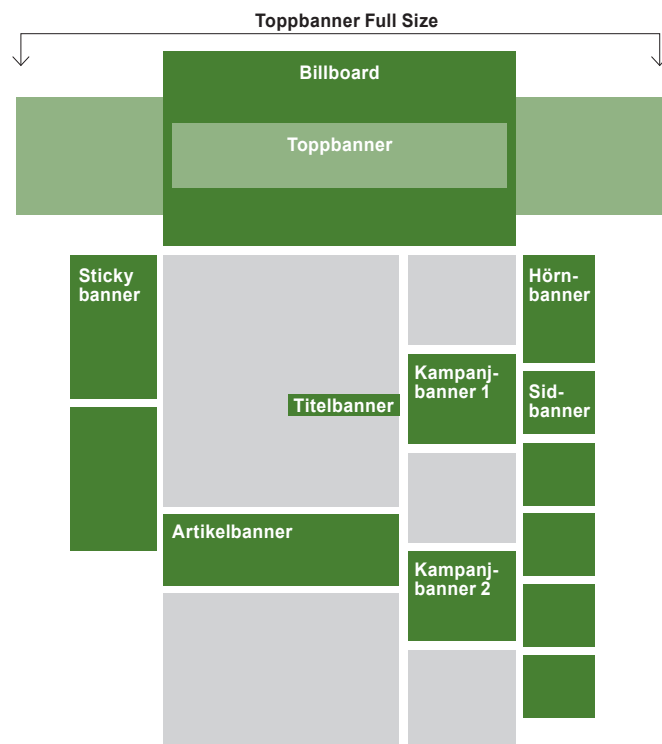 Toppbanner Full Size
Billboard
Toppbanner
Sticky
banner
Hörn-
banner
Kampanj-
banner 1
Titelbanner
Sid-
banner
Artikelbanner
Kampanj-
banner 2